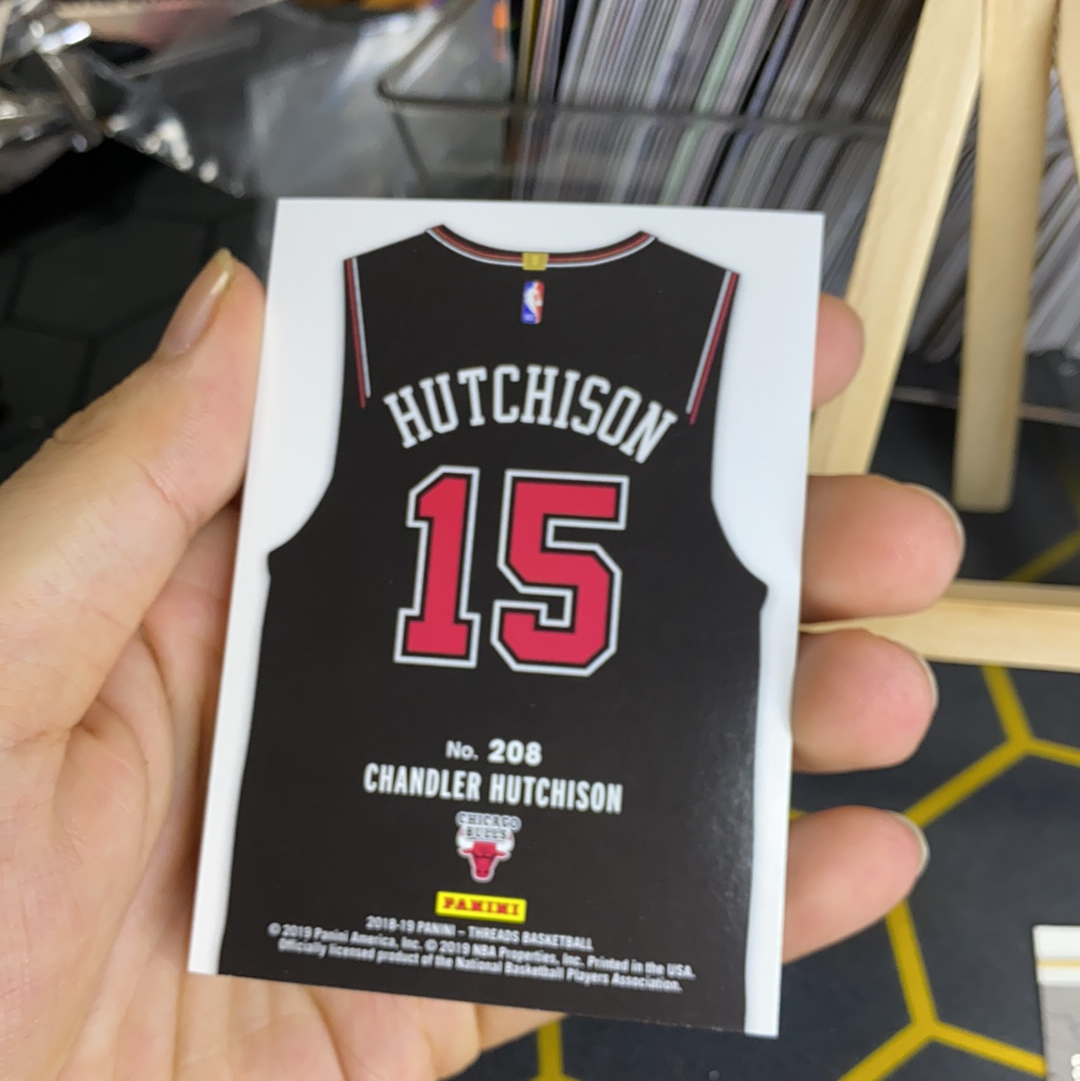 HUTCHISON
15
No. 208
CHANDLER HUTCHISON
CHICAGO
BULLS
PANINI
2018-19 PANINI – THREADS BASKETBALL
© 2019 Panini America, Inc. © 2019 NBA Properties, Inc. Printed in the USA.
Officially licensed product of the National Basketball Players Association.